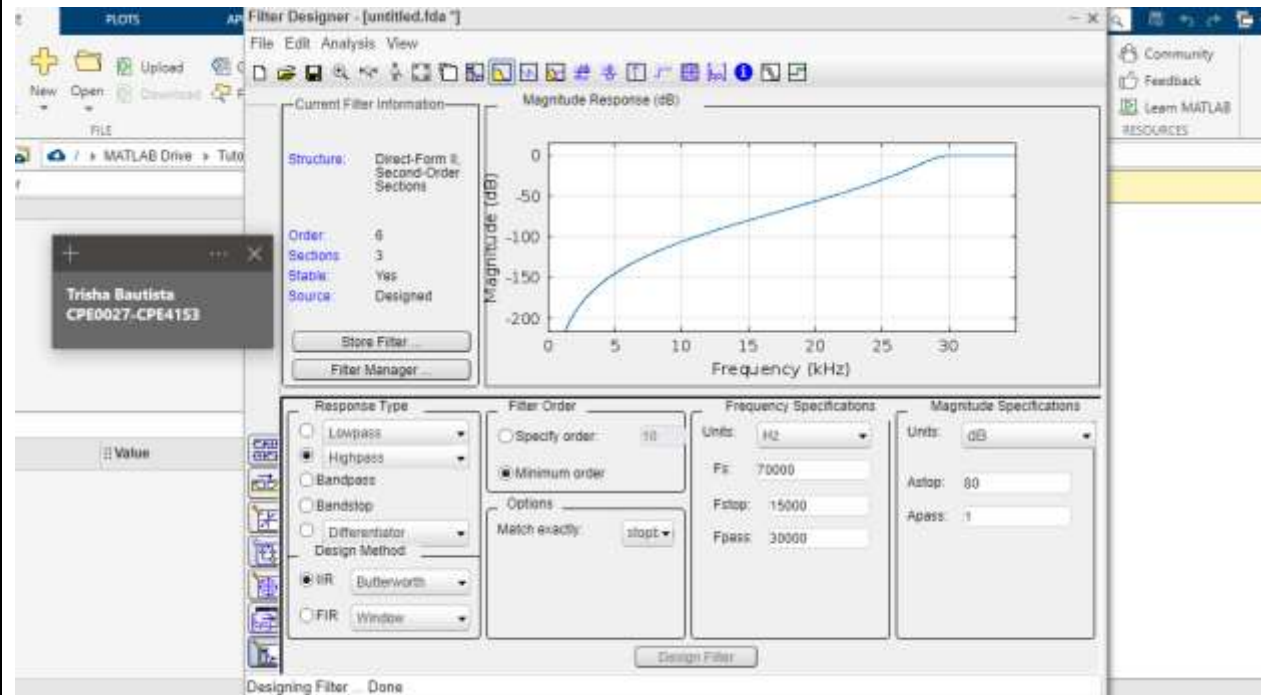 PLOTS
New
Open
Upload
Download
FILE
/ MATLAB Drive
Value
Trisha Bautista
CPE0027-CPE4153
Filter Designer - [untitled.fda *]
File Edit Analysis View
Current Filter Information
Structure: Direct-Form II, Second-Order Sections
Order: 6
Sections 3
Stable: Yes
Source: Designed
Store Filter ...
Filter Manager ...
Magnitude Response (dB)
Magnitude (dB)
0
-50
-100
-150
-200
0 5 10 15 20 25 30
Frequency (kHz)
Response Type
Lowpass
Highpass
Bandpass
Bandstop
Differentiator
Design Method
IIR Butterworth
FIR Window
Filter Order
Specify order: 10
Minimum order
Options
Match exactly: stopt
Frequency Specifications
Units: Hz
Fs: 70000
Fstop: 15000
Fpass: 30000
Magnitude Specifications
Units: dB
Astop: 80
Apass: 1
Design Filter
Designing Filter ... Done
Community
Feedback
Learn MATLAB
RESOURCES